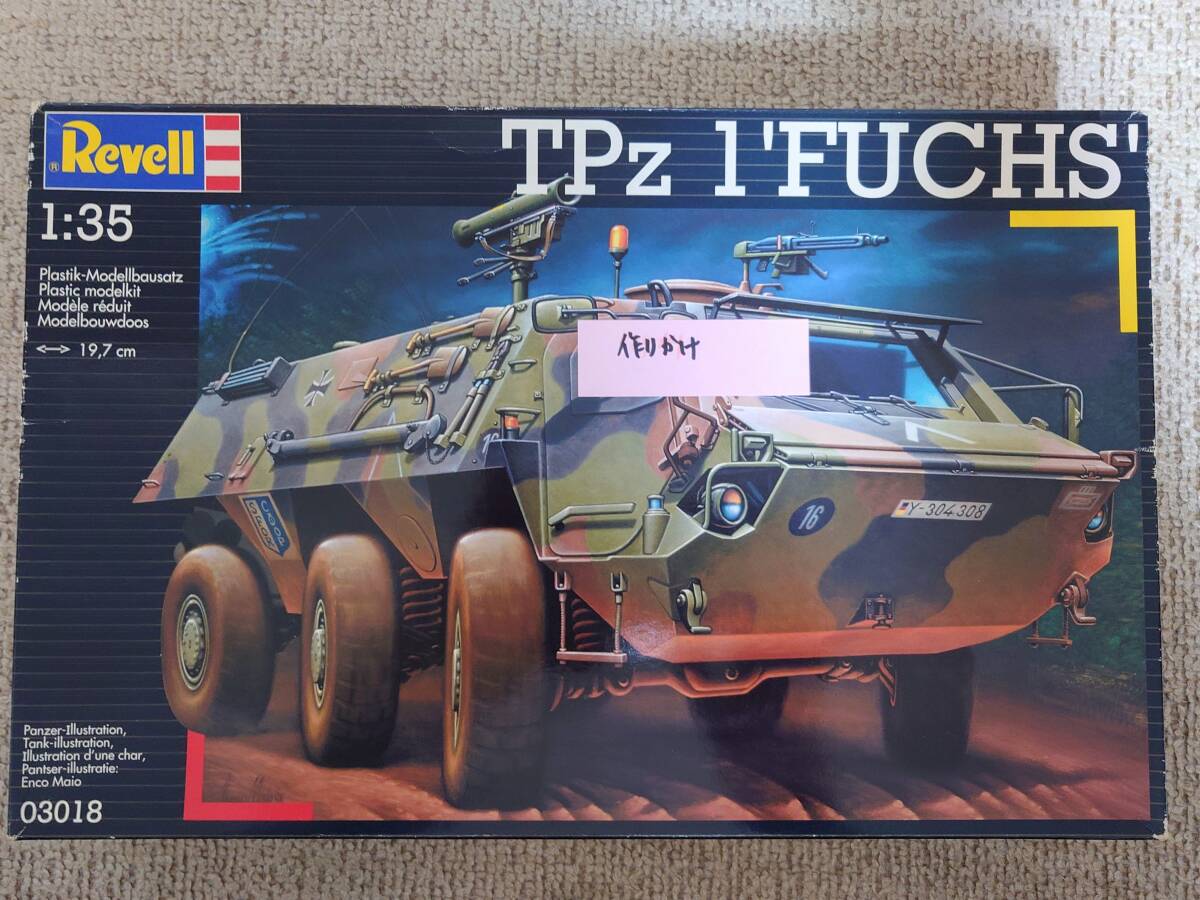 Revell
®
TPz 1 'FUCHS'
1:35
Plastik-Modellbausatz
Plastic modelkit
Modèle réduit
Modelbouwdoos
19,7 cm
作りかけ
16
16
Y-304308
Panzer-Illustration,
Tank-illustration,
Illustration d'une char,
Pantser-illustratie:
Enco Maio
03018